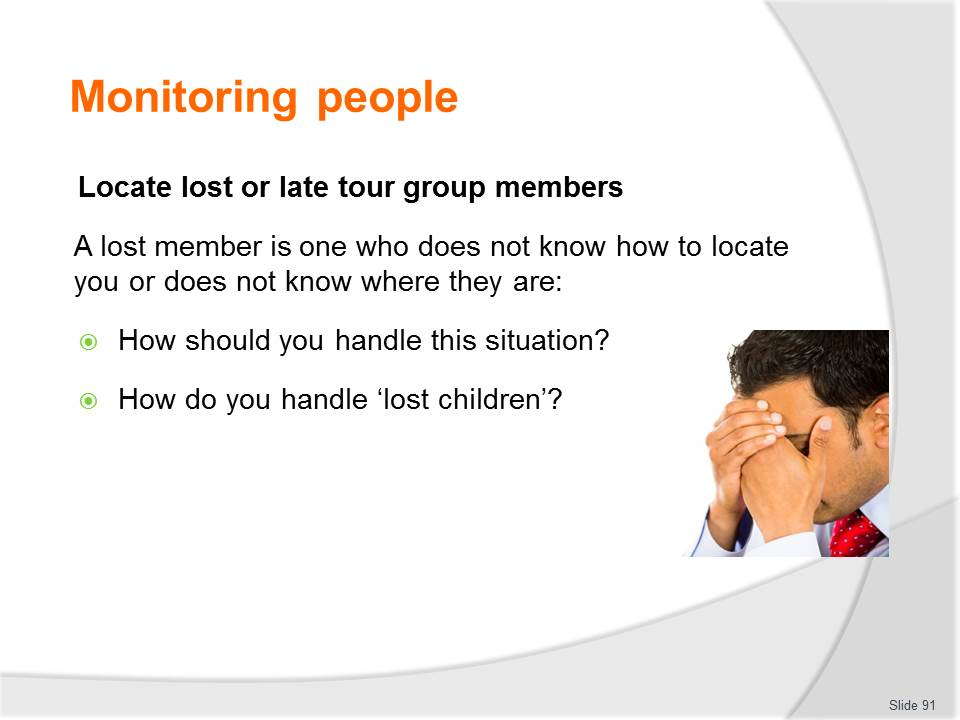 Monitoring people
Locate lost or late tour group members
A lost member is one who does not know how to locate
you or does not know where they are:
How should you handle this situation?
How do you handle ‘lost children’?
Slide 91